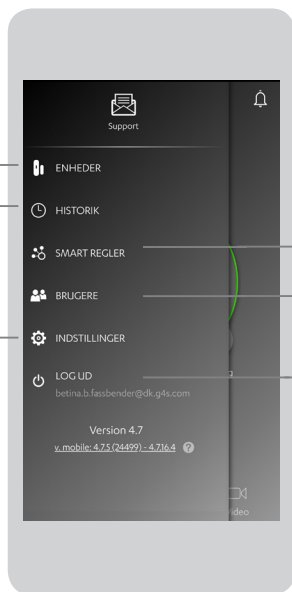 Support
ENHEDER
HISTORIK
SMART REGLER
BRUGERE
INDSTILLINGER
LOG UD
betina.b.fassbender@dk.g4s.com
Version 4.7
v. mobile: 4.7.5 (24499) - 4.7.16.4 ?
ideo